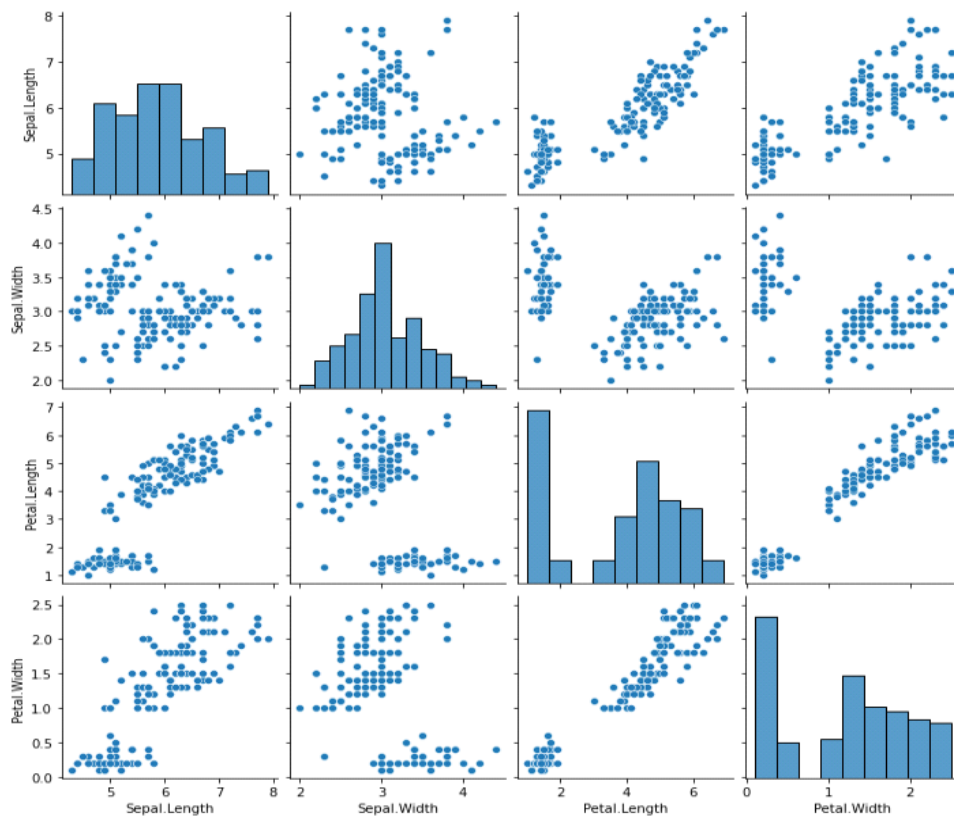 Sepal.Length
8
7
6
5
Sepal.Width
4.5
4.0
3.5
3.0
2.5
2.0
Petal.Length
7
6
5
4
3
2
1
Petal.Width
2.5
2.0
1.5
1.0
0.5
0.0
5 6 7 8
2 3 4
2 4 6
0 1 2
Sepal.Length Sepal.Width Petal.Length Petal.Width